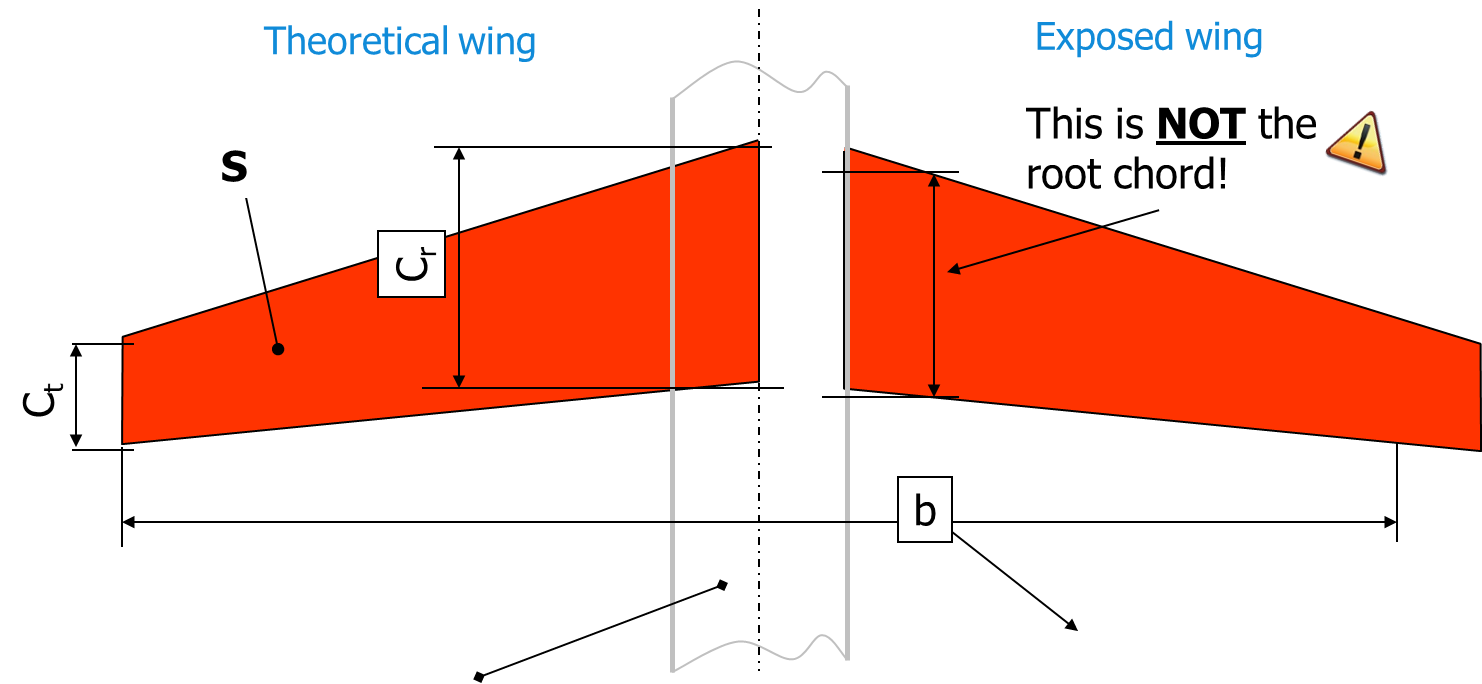 Theoretical wing
Exposed wing
This is NOT the
root chord!
S
Cr
Ct
b